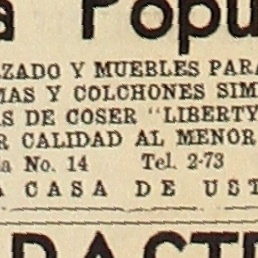 a Popu
ZADO Y MUEBLES PARA
MAS Y COLCHONES SIM
AS DE COSER "LIBERTY
R CALIDAD AL MENOR
a No. 14 Tel. 2-73
A CASA DE UST